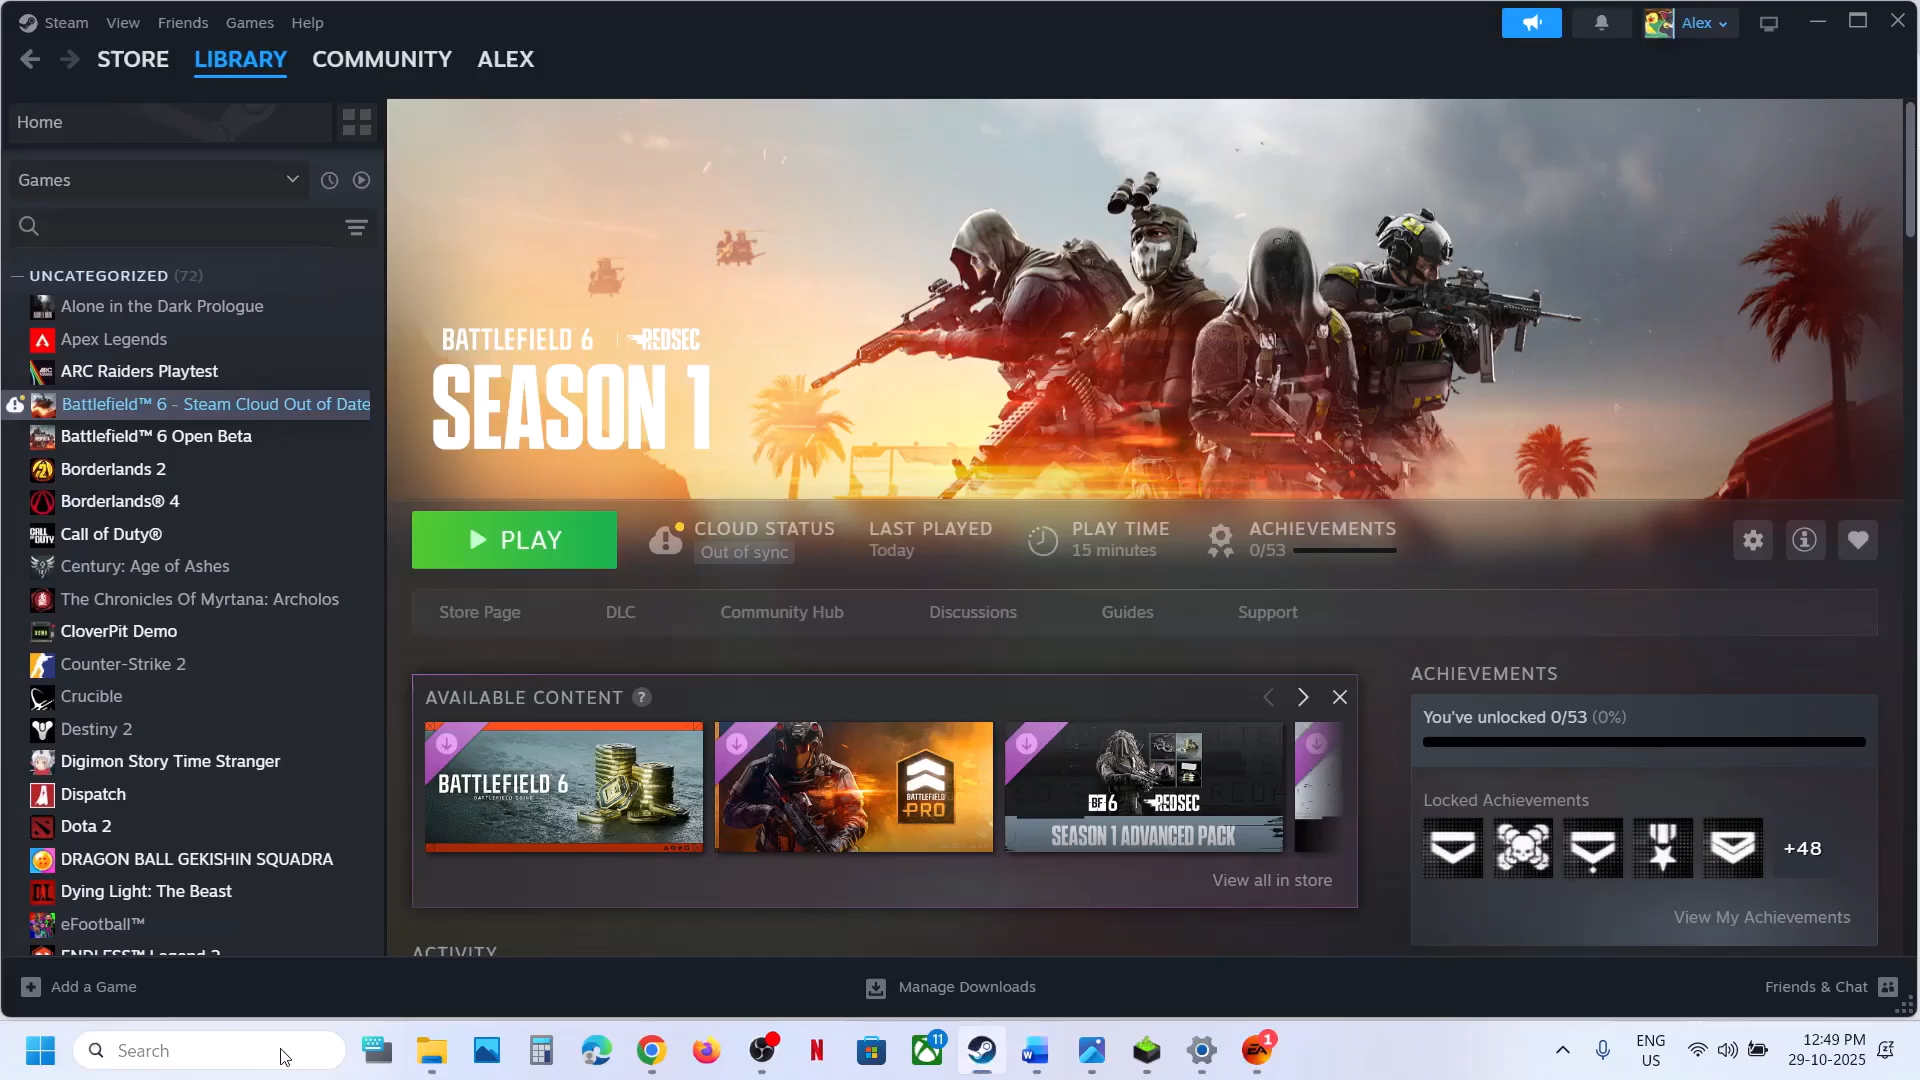 Steam View Friends Games Help
Alex
STORE LIBRARY COMMUNITY ALEX
Home
Games
UNCATEGORIZED (72)
Alone in the Dark Prologue
Apex Legends
ARC Raiders Playtest
Battlefield™ 6 - Steam Cloud Out of Date
Battlefield™ 6 Open Beta
Borderlands 2
Borderlands® 4
Call of Duty®
Century: Age of Ashes
The Chronicles Of Myrtana: Archolos
CloverPit Demo
Counter-Strike 2
Crucible
Destiny 2
Digimon Story Time Stranger
Dispatch
Dota 2
DRAGON BALL GEKISHIN SQUADRA
Dying Light: The Beast
eFootball™
ENDLESS™ Legend 2
BATTLEFIELD 6 REDSEC
SEASON 1
PLAY
CLOUD STATUS
Out of sync
LAST PLAYED
Today
PLAY TIME
15 minutes
ACHIEVEMENTS
0/53
Store Page DLC Community Hub Discussions Guides Support
AVAILABLE CONTENT ?
BATTLEFIELD 6
BATTLEFIELD
PRO
BF6 REDSEC
SEASON 1 ADVANCED PACK
View all in store
ACTIVITY
ACHIEVEMENTS
You've unlocked 0/53 (0%)
Locked Achievements
+48
View My Achievements
Add a Game
Manage Downloads
Friends & Chat
Search
11
1
ENG
US
12:49 PM
29-10-2025